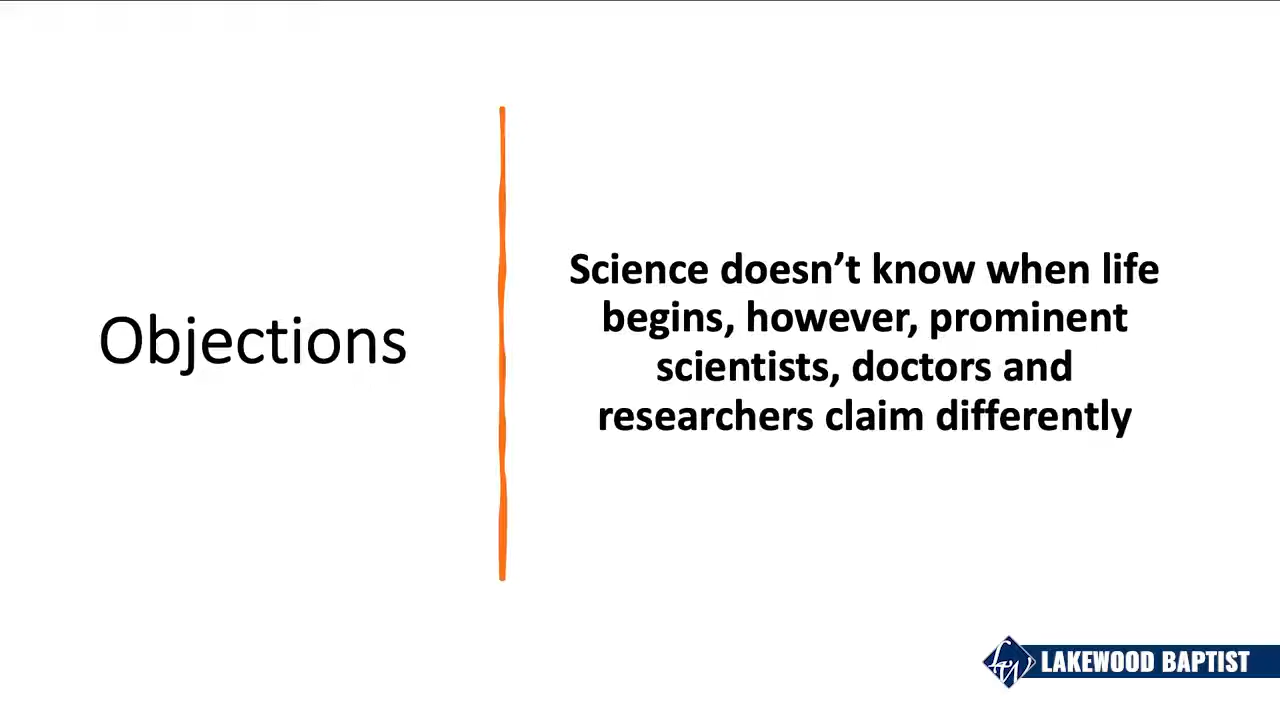 Objections
Science doesn’t know when life
begins, however, prominent
scientists, doctors and
researchers claim differently
LAKEWOOD BAPTIST